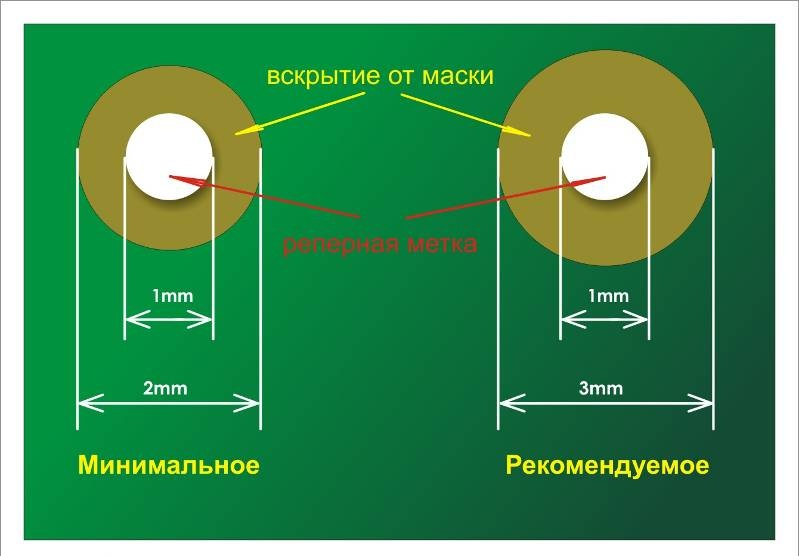 вскрытие от маски
реперная метка
1mm
1mm
2mm
3mm
Минимальное
Рекомендуемое